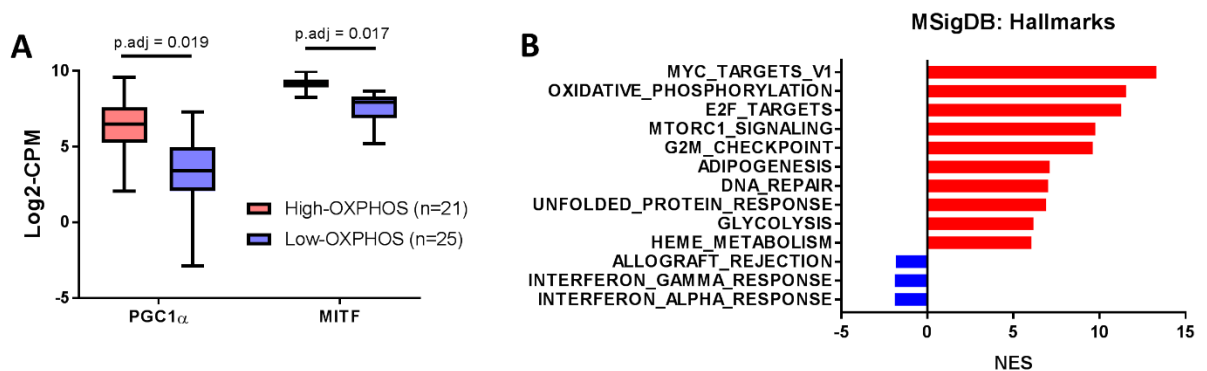 A
p.adj = 0.019
p.adj = 0.017
Log2-CPM
10
5
0
-5
High-OXPHOS (n=21)
Low-OXPHOS (n=25)
PGC1α
MITF
B
MSigDB: Hallmarks
MYC_TARGETS_V1
OXIDATIVE_PHOSPHORYLATION
E2F_TARGETS
MTORC1_SIGNALING
G2M_CHECKPOINT
ADIPOGENESIS
DNA_REPAIR
UNFOLDED_PROTEIN_RESPONSE
GLYCOLYSIS
HEME_METABOLISM
ALLOGRAFT_REJECTION
INTERFERON_GAMMA_RESPONSE
INTERFERON_ALPHA_RESPONSE
-5 0 5 10 15
NES